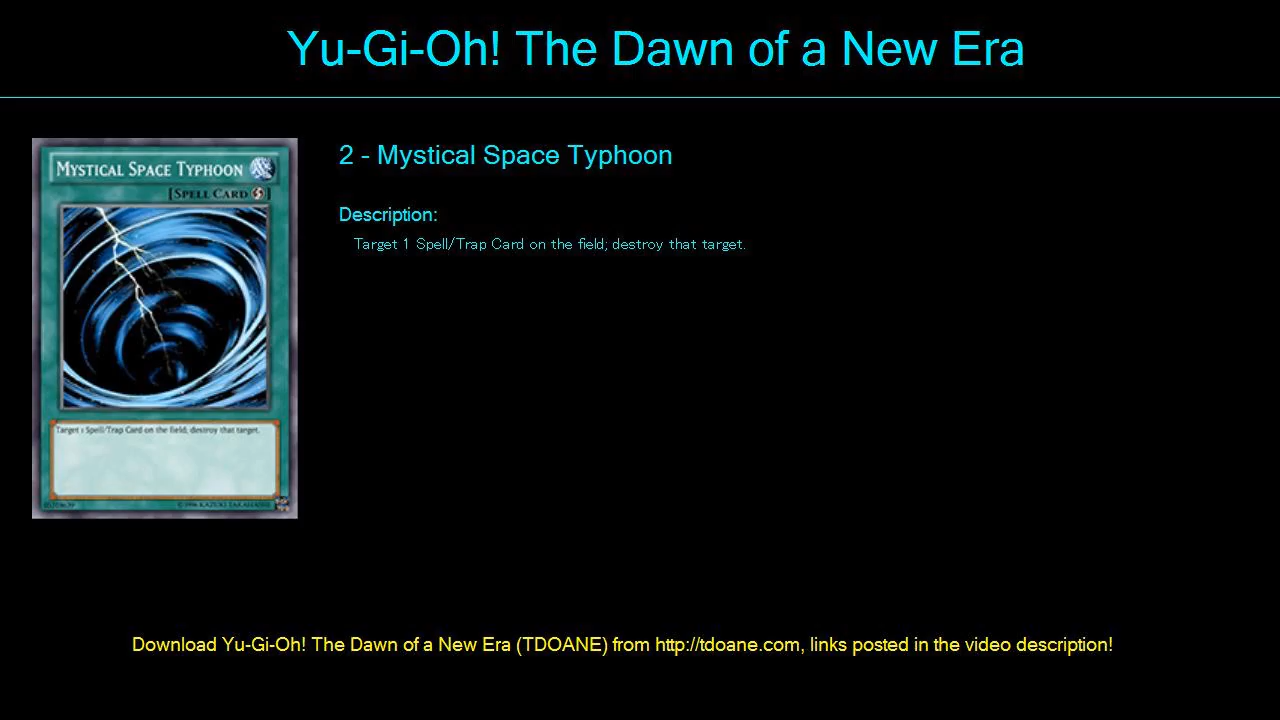 Yu-Gi-Oh! The Dawn of a New Era
2 - Mystical Space Typhoon
Description:
Target 1 Spell/Trap Card on the field; destroy that target.
MYSTICAL SPACE TYPHOON
[SPELL CARD ]
Target 1 Spell/Trap Card on the field; destroy that target.
©1996 KAZUKI TAKAHASHI
Download Yu-Gi-Oh! The Dawn of a New Era (TDOANE) from http://tdoane.com, links posted in the video description!